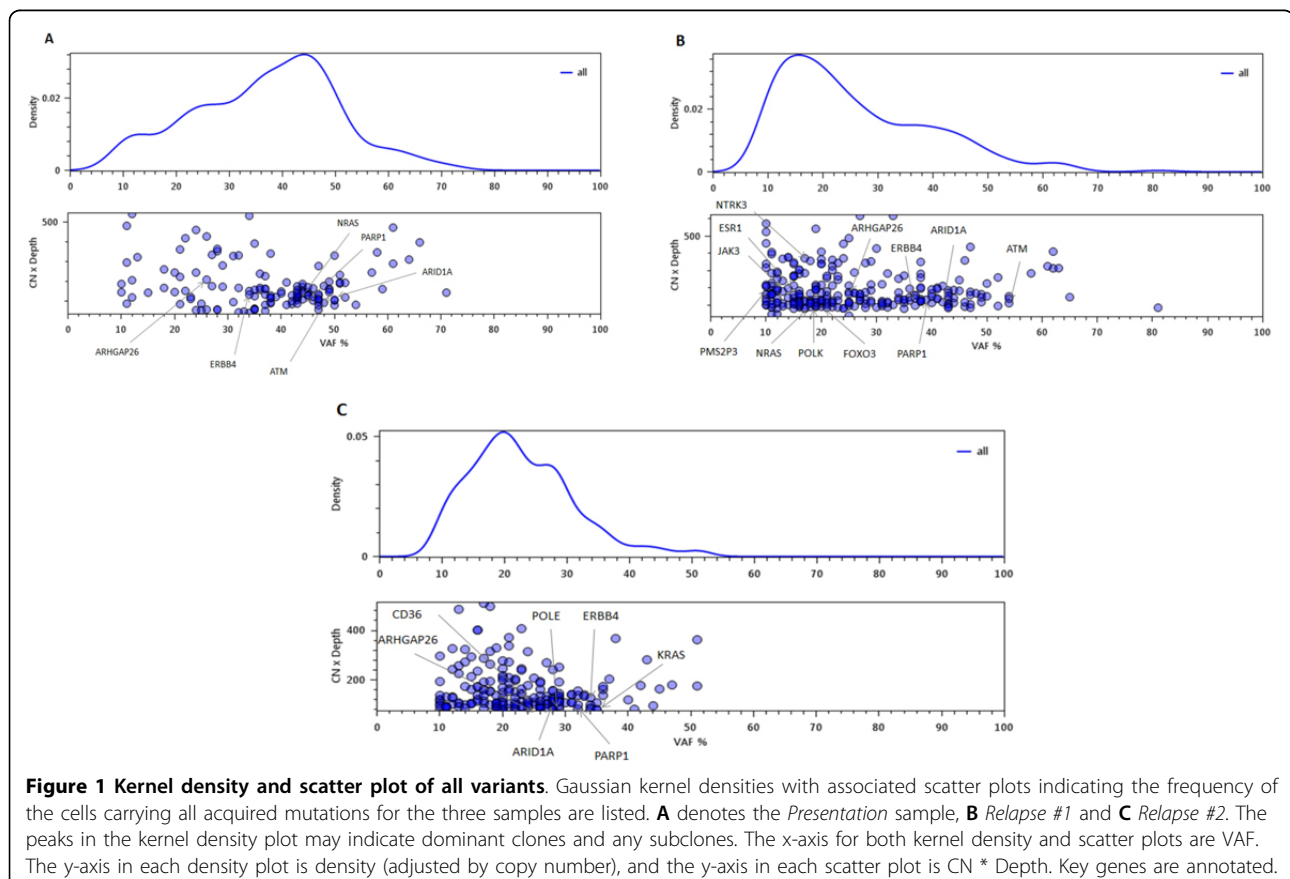 A
Density
0.02
0
all
0 10 20 30 40 50 60 70 80 90 100
CN x Depth
500
NRAS
PARP1
ARID1A
ARHGAP26
ERBB4
ATM
0 10 20 30 40 50 60 70 80 90 100
VAF %
B
Density
0.02
0
all
0 10 20 30 40 50 60 70 80 90 100
CN x Depth
500
NTRK3
ESR1
JAK3
ARHGAP26
ERBB4
ARID1A
ATM
0 10 20 30 40 50 60 70 80 90 100
VAF %
PMS2P3
NRAS
POLK
FOXO3
PARP1
C
Density
0.05
0
all
0 10 20 30 40 50 60 70 80 90 100
CN x Depth
400
200
CD36
ARHGAP26
POLE
ERBB4
KRAS
0 10 20 30 40 50 60 70 80 90 100
VAF %
ARID1A
PARP1
Figure 1 Kernel density and scatter plot of all variants. Gaussian kernel densities with associated scatter plots indicating the frequency of
the cells carrying all acquired mutations for the three samples are listed. A denotes the Presentation sample, B Relapse #1 and C Relapse #2. The
peaks in the kernel density plot may indicate dominant clones and any subclones. The x-axis for both kernel density and scatter plots are VAF.
The y-axis in each density plot is density (adjusted by copy number), and the y-axis in each scatter plot is CN * Depth. Key genes are annotated.